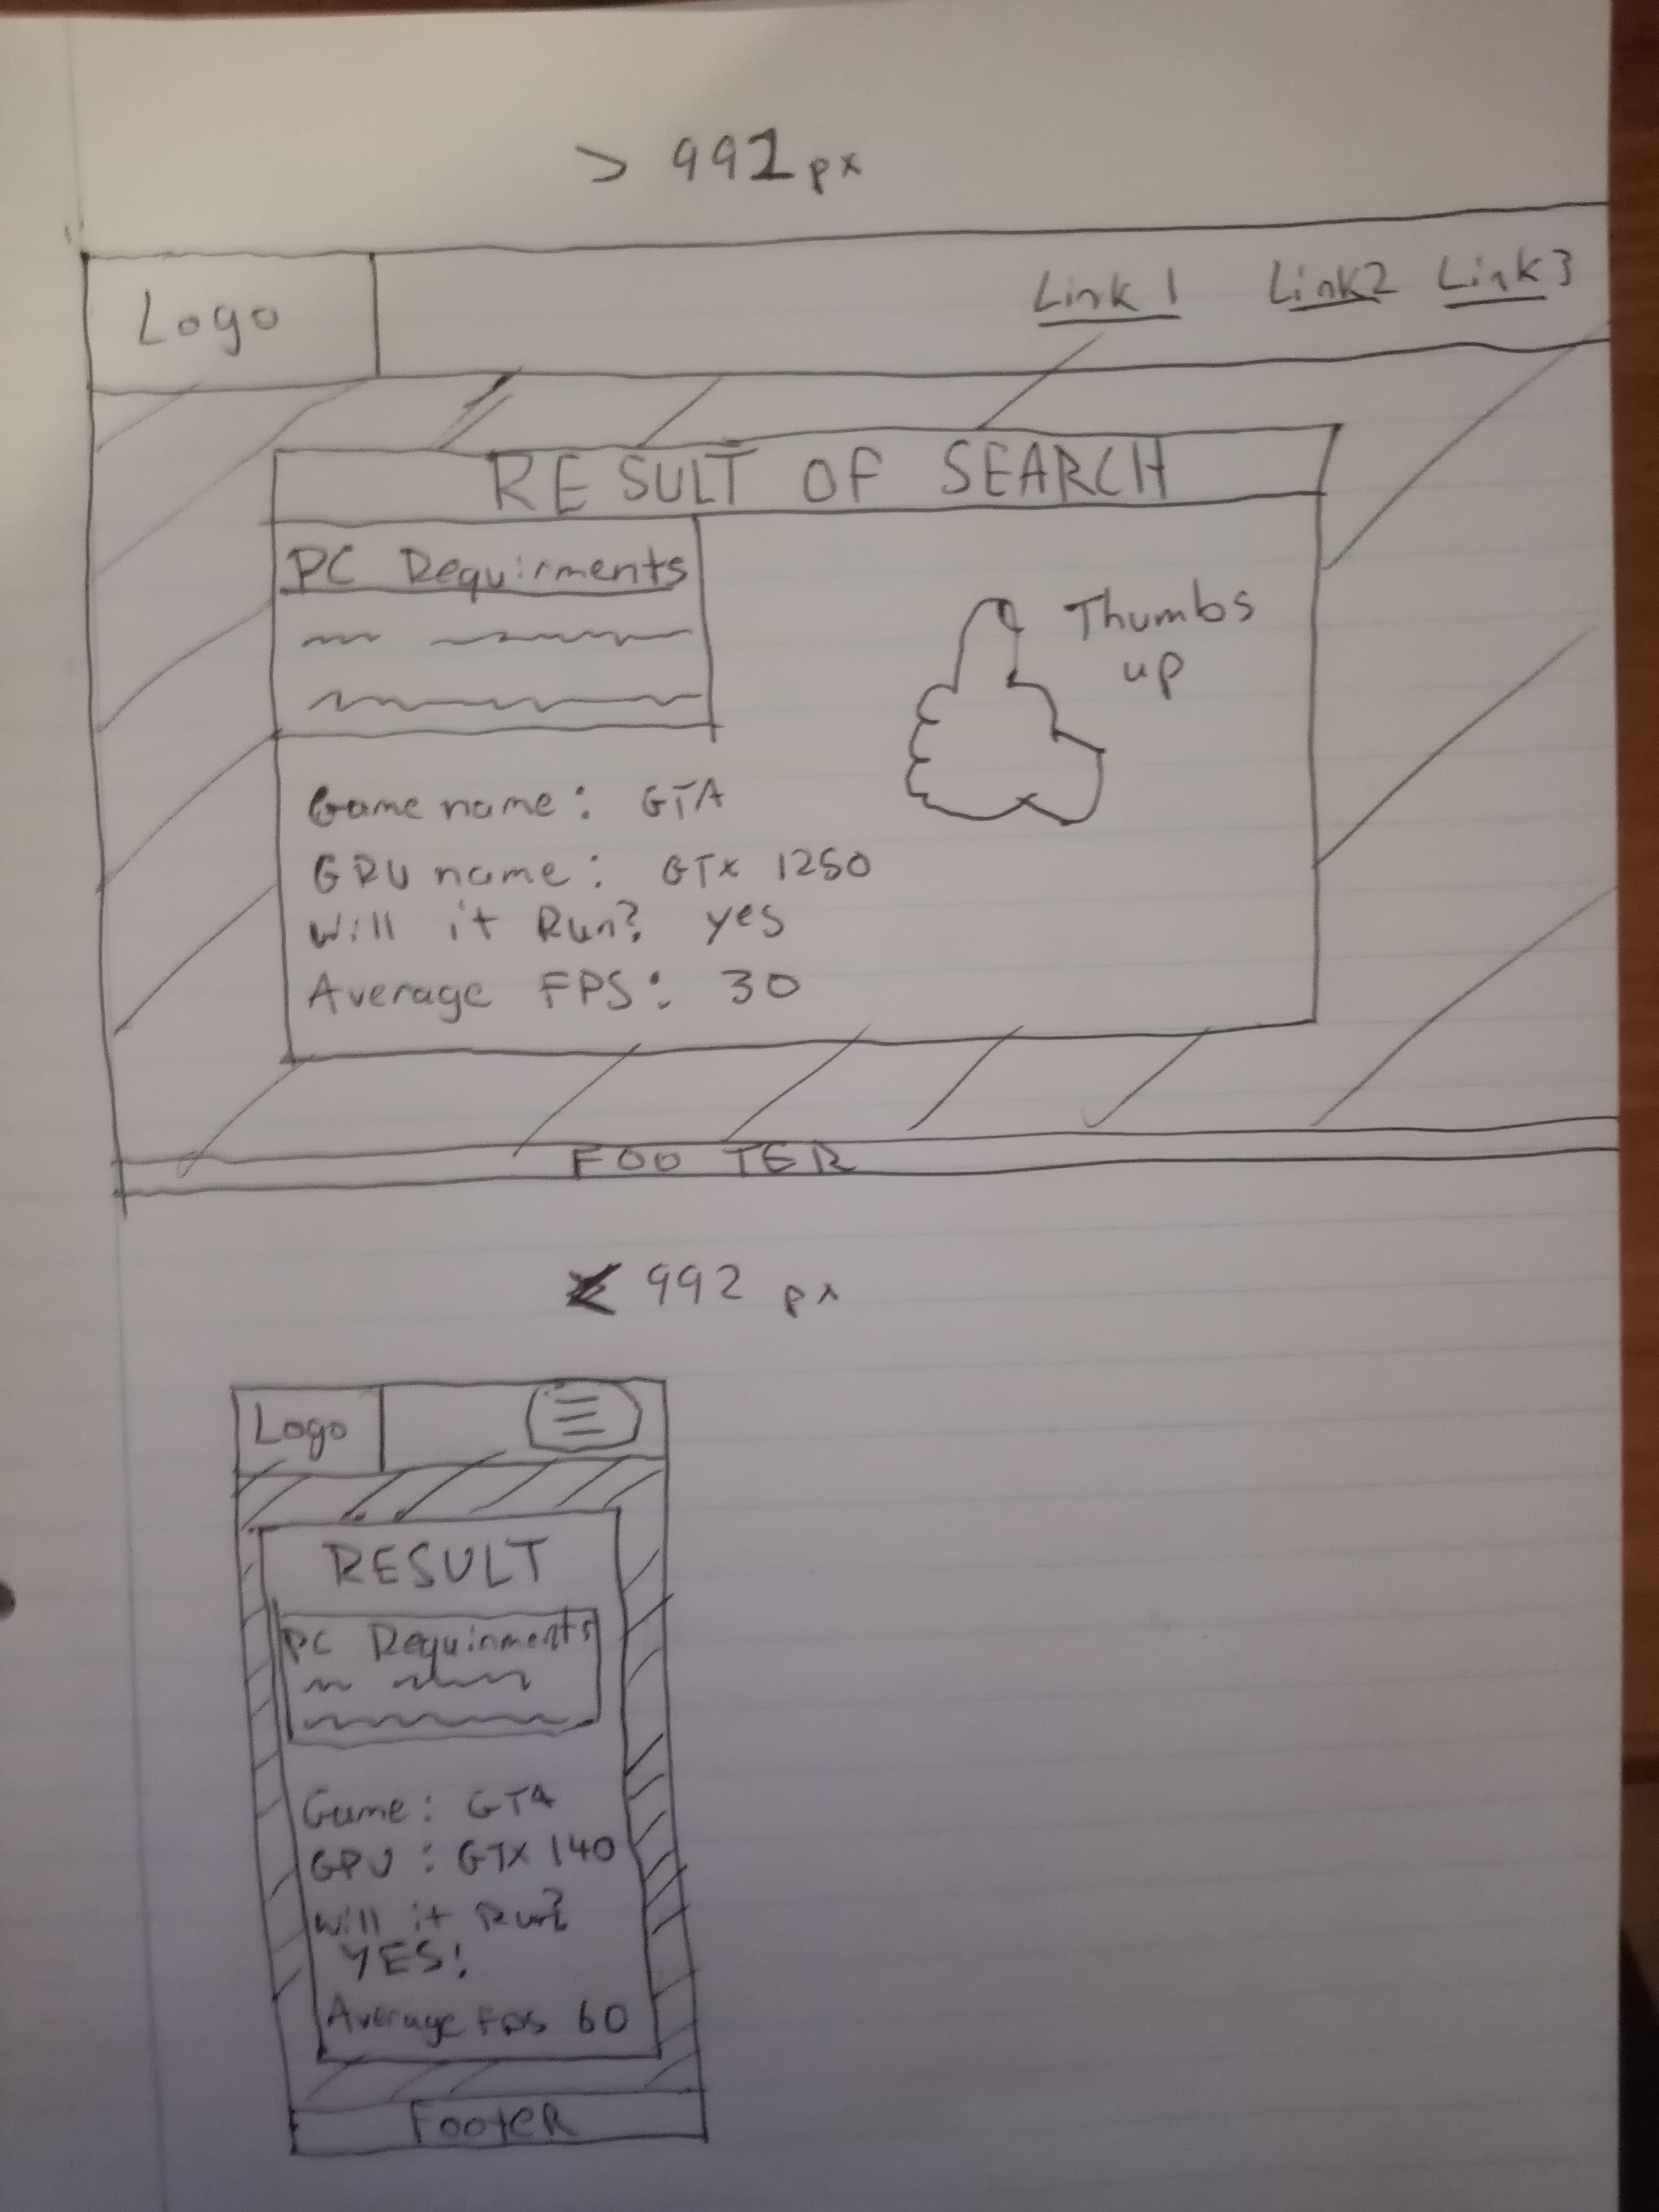 > 992px
Logo
Link 1 Link2 Link3
RESULT OF SEARCH
PC Requirments
Thumbs
up
Game name: GTA
GPU name: GTX 1250
Will it Run? yes
Average FPS: 30
FOOTER
< 992 px
Logo
RESULT
PC Requirments
Game: GTA
GPU: GTX 140
Will it Run?
YES!
Average FPS 60
FooteR